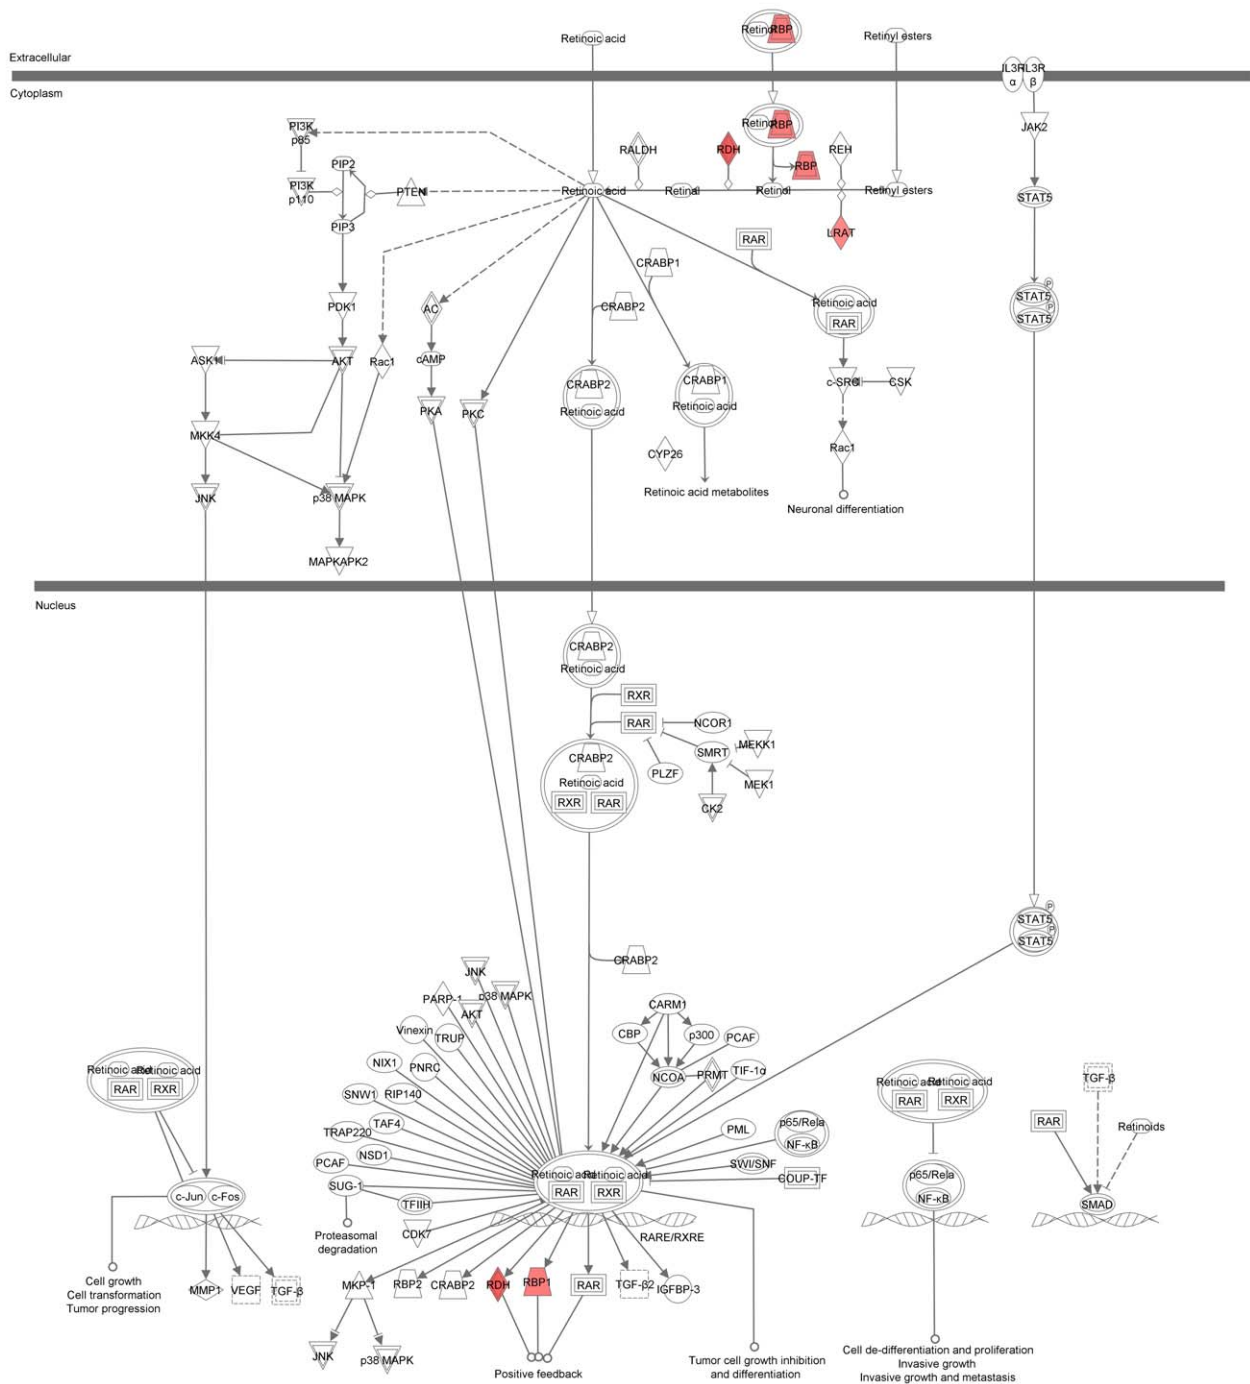 Retinoic acid
Retinol
RBP
Retinyl esters
Extracellular
Cytoplasm
IL3R
α
IL3R
β
PI3K
p85
Retinol
RBP
JAK2
RALDH
RDH
RBP
REH
PIP2
PI3K
p110
PTEN
Retinoic acid
Retinal
Retinol
Retinyl esters
STAT5
PIP3
LRAT
RAR
CRABP1
CRABP2
PDK1
AC
Retinoic acid
RAR
P
STAT5
P
STAT5
ASK1
AKT
Rac1
cAMP
c-SRC
CSK
CRABP2
Retinoic acid
CRABP1
Retinoic acid
PKA
PKC
MKK4
CYP26
Rac1
JNK
p38 MAPK
Retinoic acid metabolites
Neuronal differentiation
MAPKAPK2
Nucleus
CRABP2
Retinoic acid
RXR
RAR
NCOR1
SMRT
MEKK1
PLZF
MEK1
CK2
CRABP2
Retinoic acid
RXR
RAR
P
STAT5
P
STAT5
CRABP2
JNK
PARP-1
p38 MAPK
AKT
Vinexin
TRUP
NIX1
PNRC
SNW1
RIP140
TRAP220
TAF4
PCAF
NSD1
SUG-1
TFIIH
CDK7
Proteasomal
degradation
CARM1
CBP
p300
PCAF
NCOA
PRMT
TIF-1α
PML
p65/Rela
NF-κB
SWI/SNF
COUP-TF
Retinoic acid
Retinoic acid
RAR
RXR
RARE/RXRE
Retinoic acid
Retinoic acid
RAR
RXR
c-Jun
c-Fos
Cell growth
Cell transformation
Tumor progression
MMP1
VEGF
TGF-β
MKP-1
RBP2
CRABP2
RDH
RBP1
RAR
TGF-β2
IGFBP-3
JNK
p38 MAPK
Positive feedback
Tumor cell growth inhibition
and differentiation
Retinoic acid
Retinoic acid
RAR
RXR
p65/Rela
NF-κB
Cell de-differentiation and proliferation
Invasive growth
Invasive growth and metastasis
TGF-β
RAR
Retinoids
SMAD